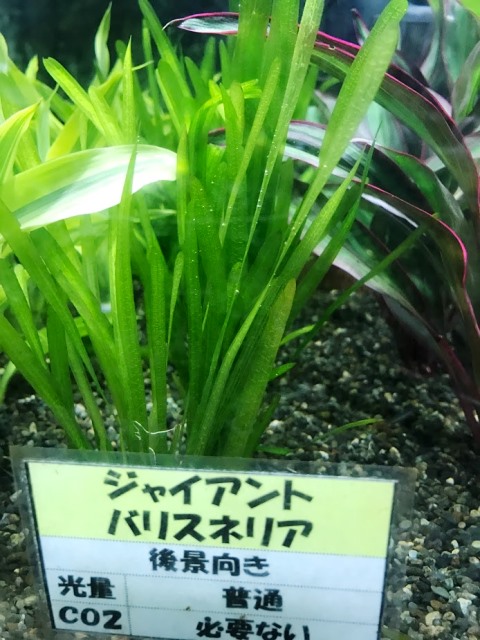 ジャイアント
バリスネリア
後景向き
光量 普通
CO2 必要ない